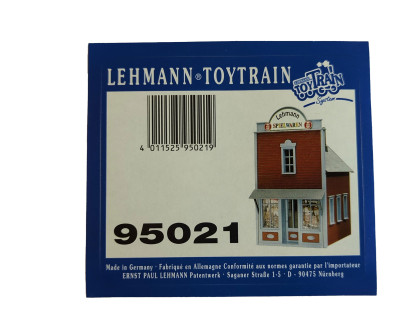 LEHMANN® TOYTRAIN
TOYTRAIN
4 011525 950219
Lehmann
SPIELWAREN
95021
Made in Germany · Fabriqué en Allemagne Conformité aux normes garantie par l'importateur
ERNST PAUL LEHMANN Patentwerk · Saganer Straße 1-5 · D - 90475 Nürnberg